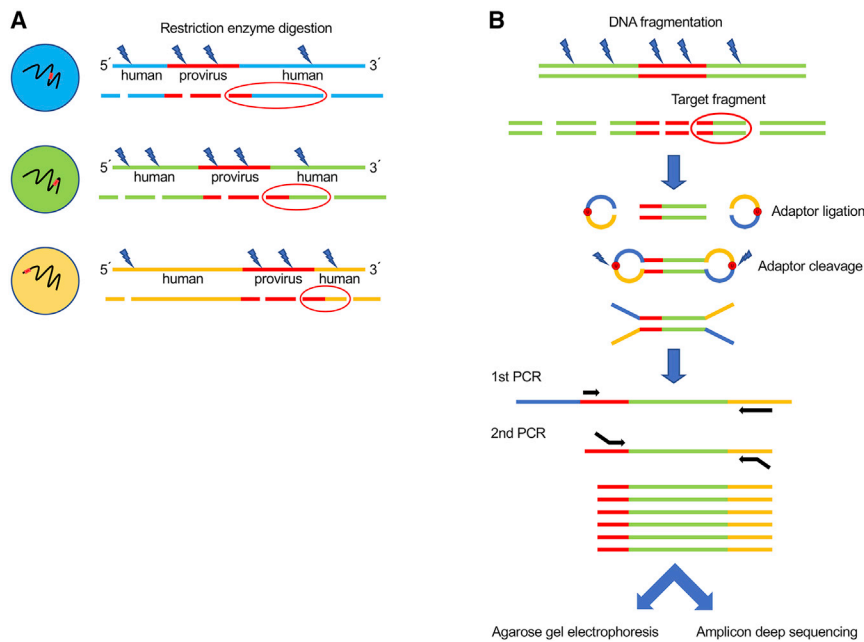 A
Restriction enzyme digestion
5´ 3´
human provirus human
5´ 3´
human provirus human
5´ 3´
human provirus human
B
DNA fragmentation
Target fragment
Adaptor ligation
Adaptor cleavage
1st PCR
2nd PCR
Agarose gel electrophoresis Amplicon deep sequencing